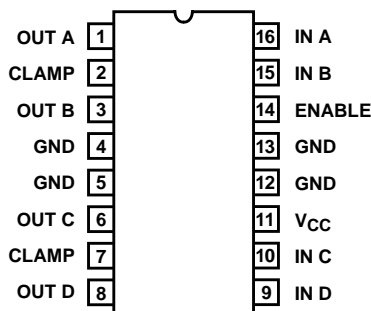 OUT A 1 16 IN A
CLAMP 2 15 IN B
OUT B 3 14 ENABLE
GND 4 13 GND
GND 5 12 GND
OUT C 6 11 VCC
CLAMP 7 10 IN C
OUT D 8 9 IN D